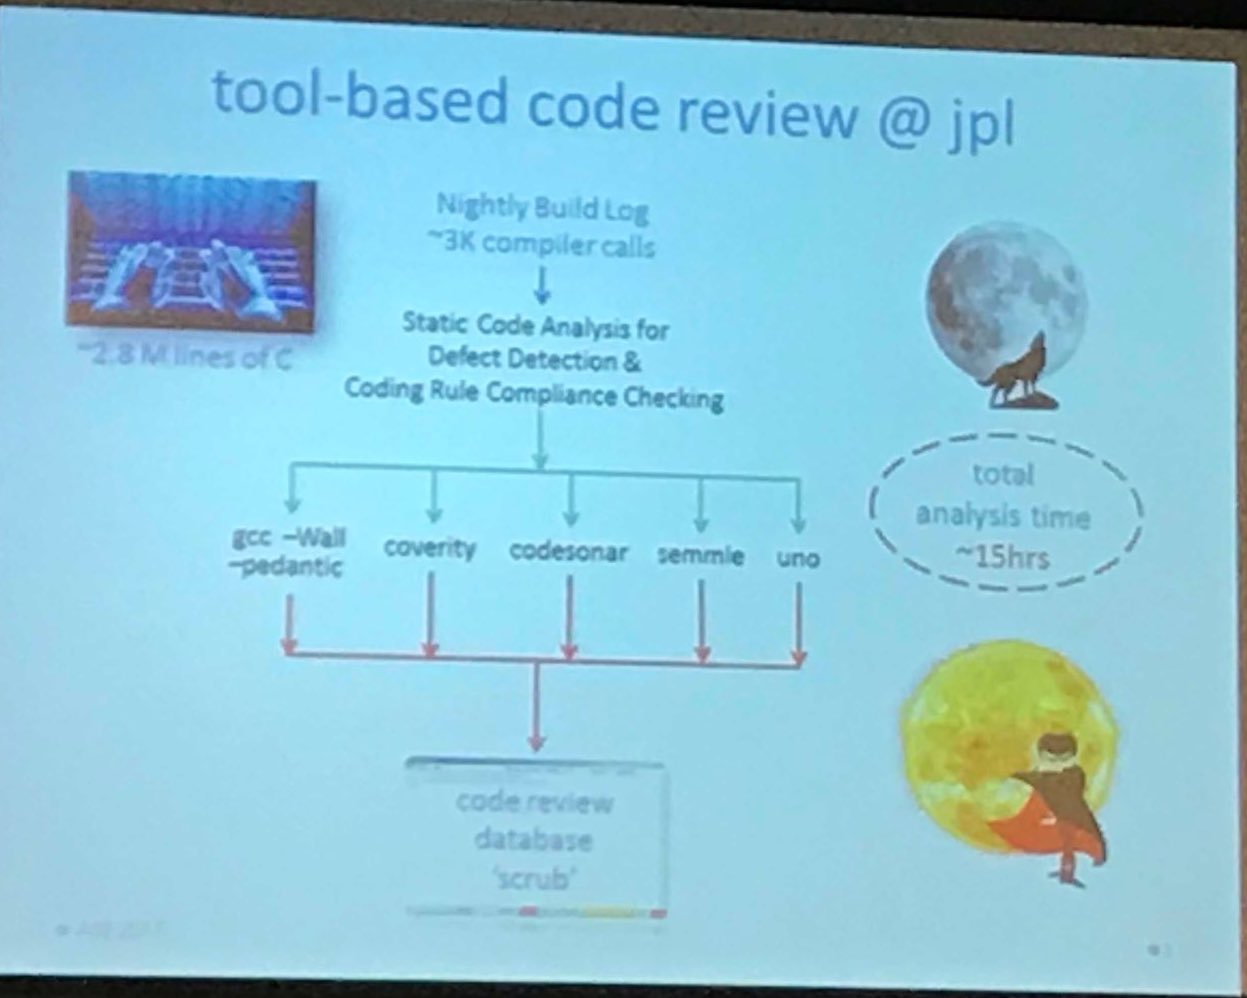 tool-based code review @ jpl
Nightly Build Log
~3K compiler calls
~2.8 M lines of C
Static Code Analysis for
Defect Detection &
Coding Rule Compliance Checking
gcc –Wall
–pedantic
coverity
codesonar
semmle
uno
total
analysis time
~15hrs
code review
database
‘scrub’